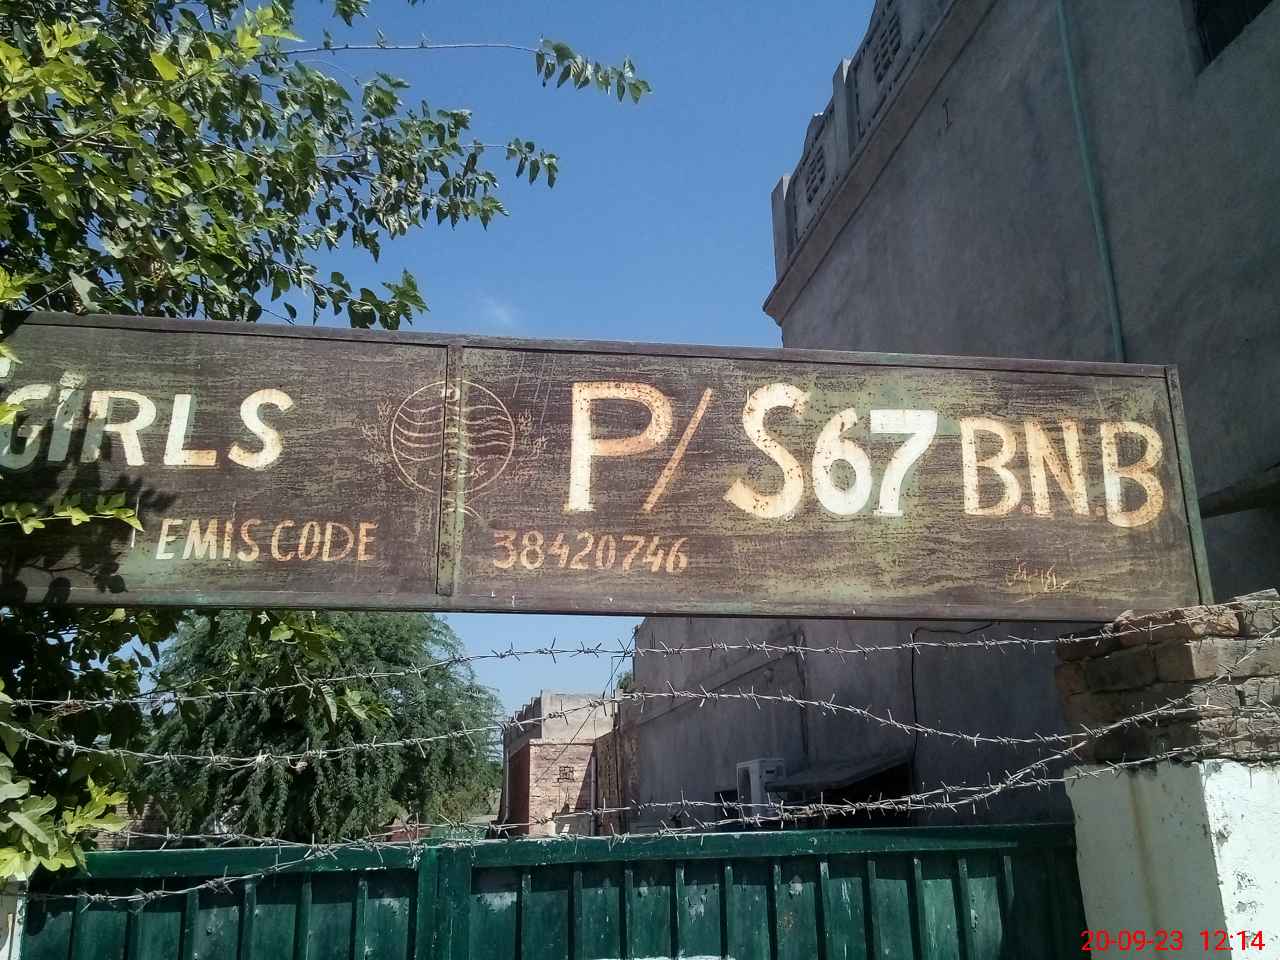 GIRLS P/S 67 B.N.B
EMIS CODE 38420746
20-09-23 12:14